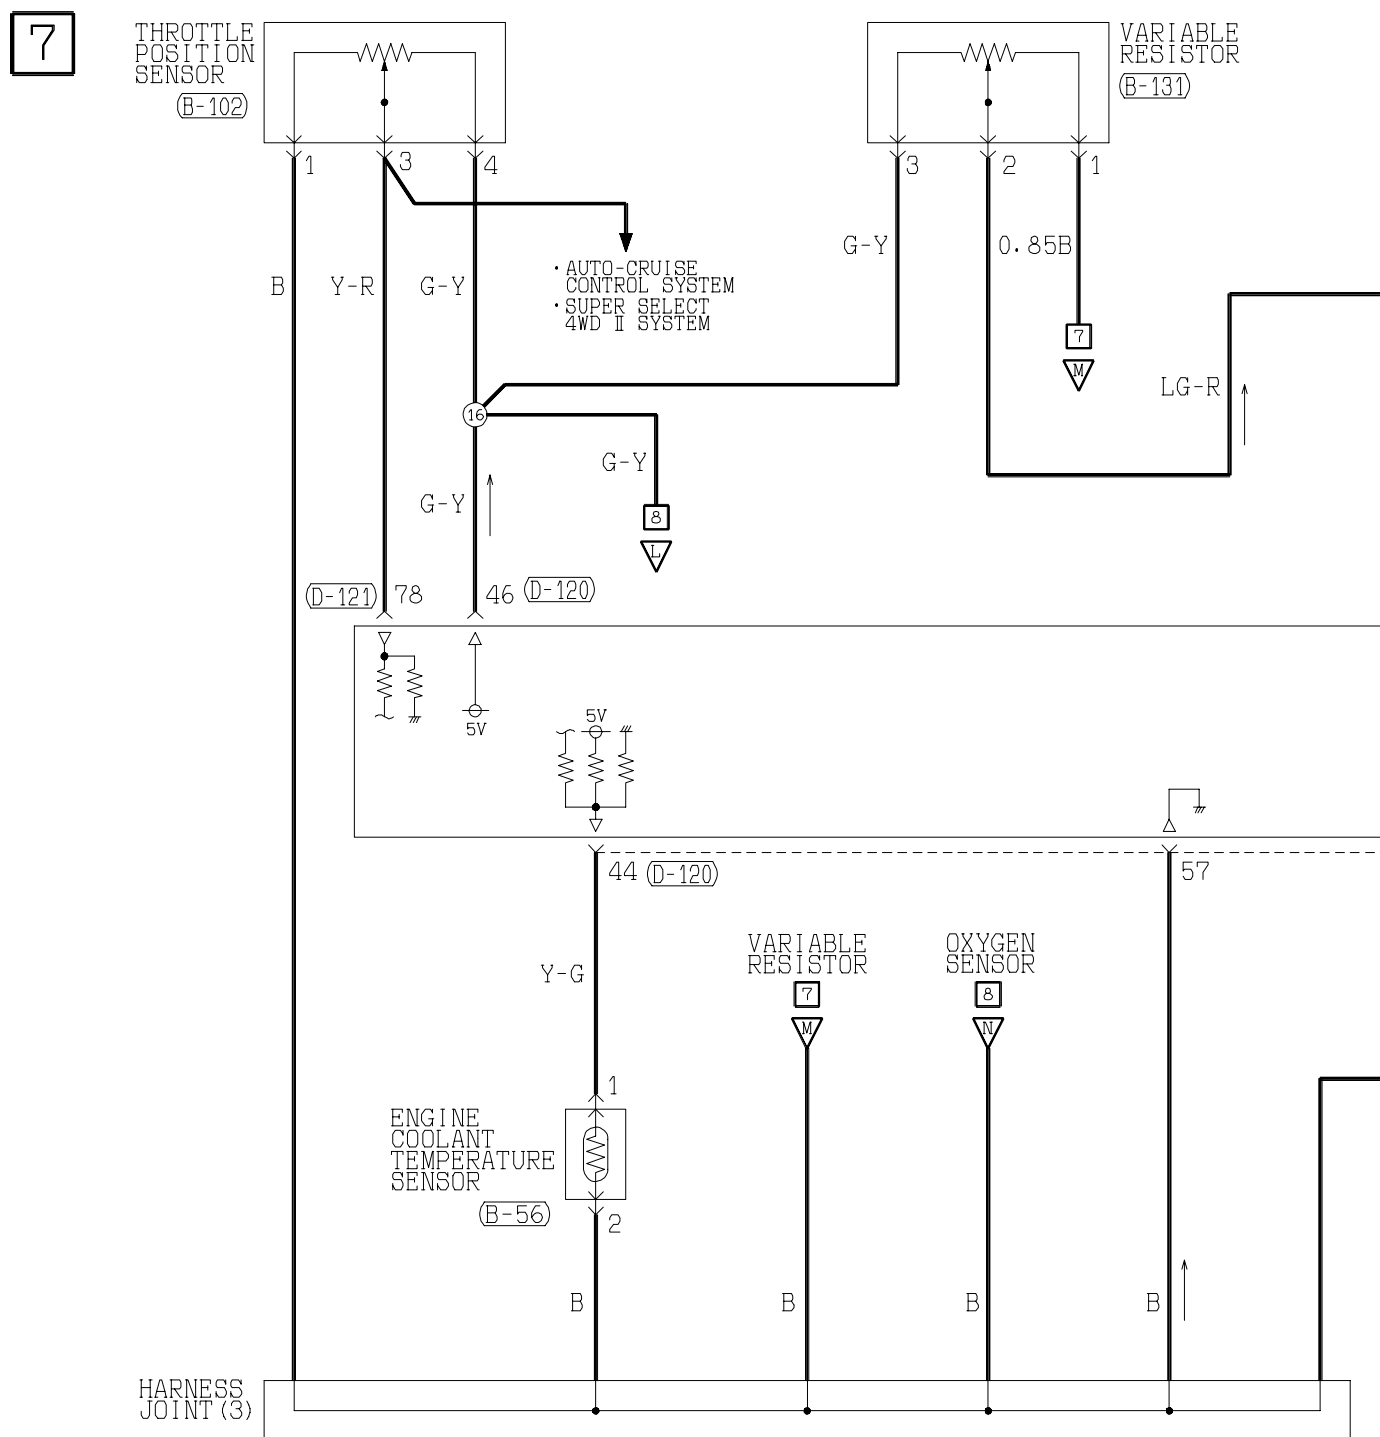 7
THROTTLE
POSITION
SENSOR
(B-102)
VARIABLE
RESISTOR
(B-131)
1
3
4
3
2
1
G-Y
0.85B
B
Y-R
G-Y
・AUTO-CRUISE
CONTROL SYSTEM
・SUPER SELECT
4WD Ⅱ SYSTEM
7
M
LG-R
16
G-Y
G-Y
8
L
(D-121)
78
46
(D-120)
5V
5V
44
(D-120)
57
VARIABLE
RESISTOR
OXYGEN
SENSOR
Y-G
7
8
M
N
1
ENGINE
COOLANT
TEMPERATURE
SENSOR
(B-56)
2
B
B
B
B
HARNESS
JOINT(3)